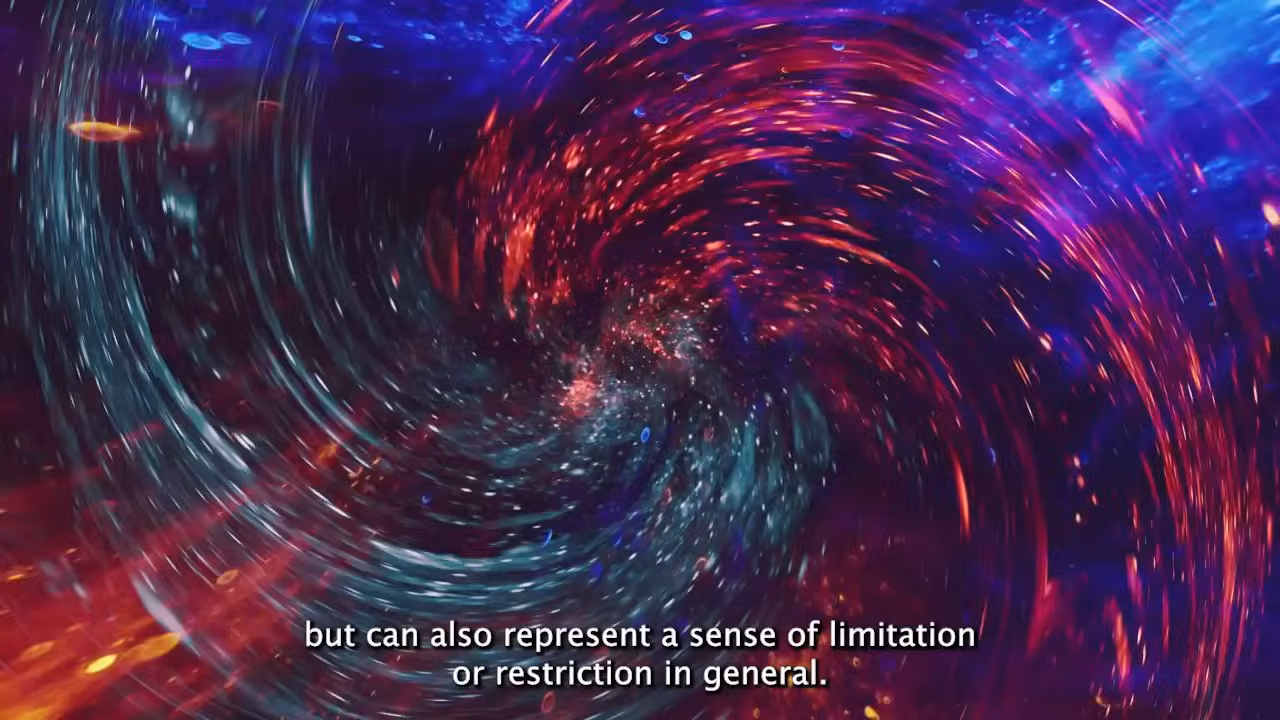 but can also represent a sense of limitation
or restriction in general.